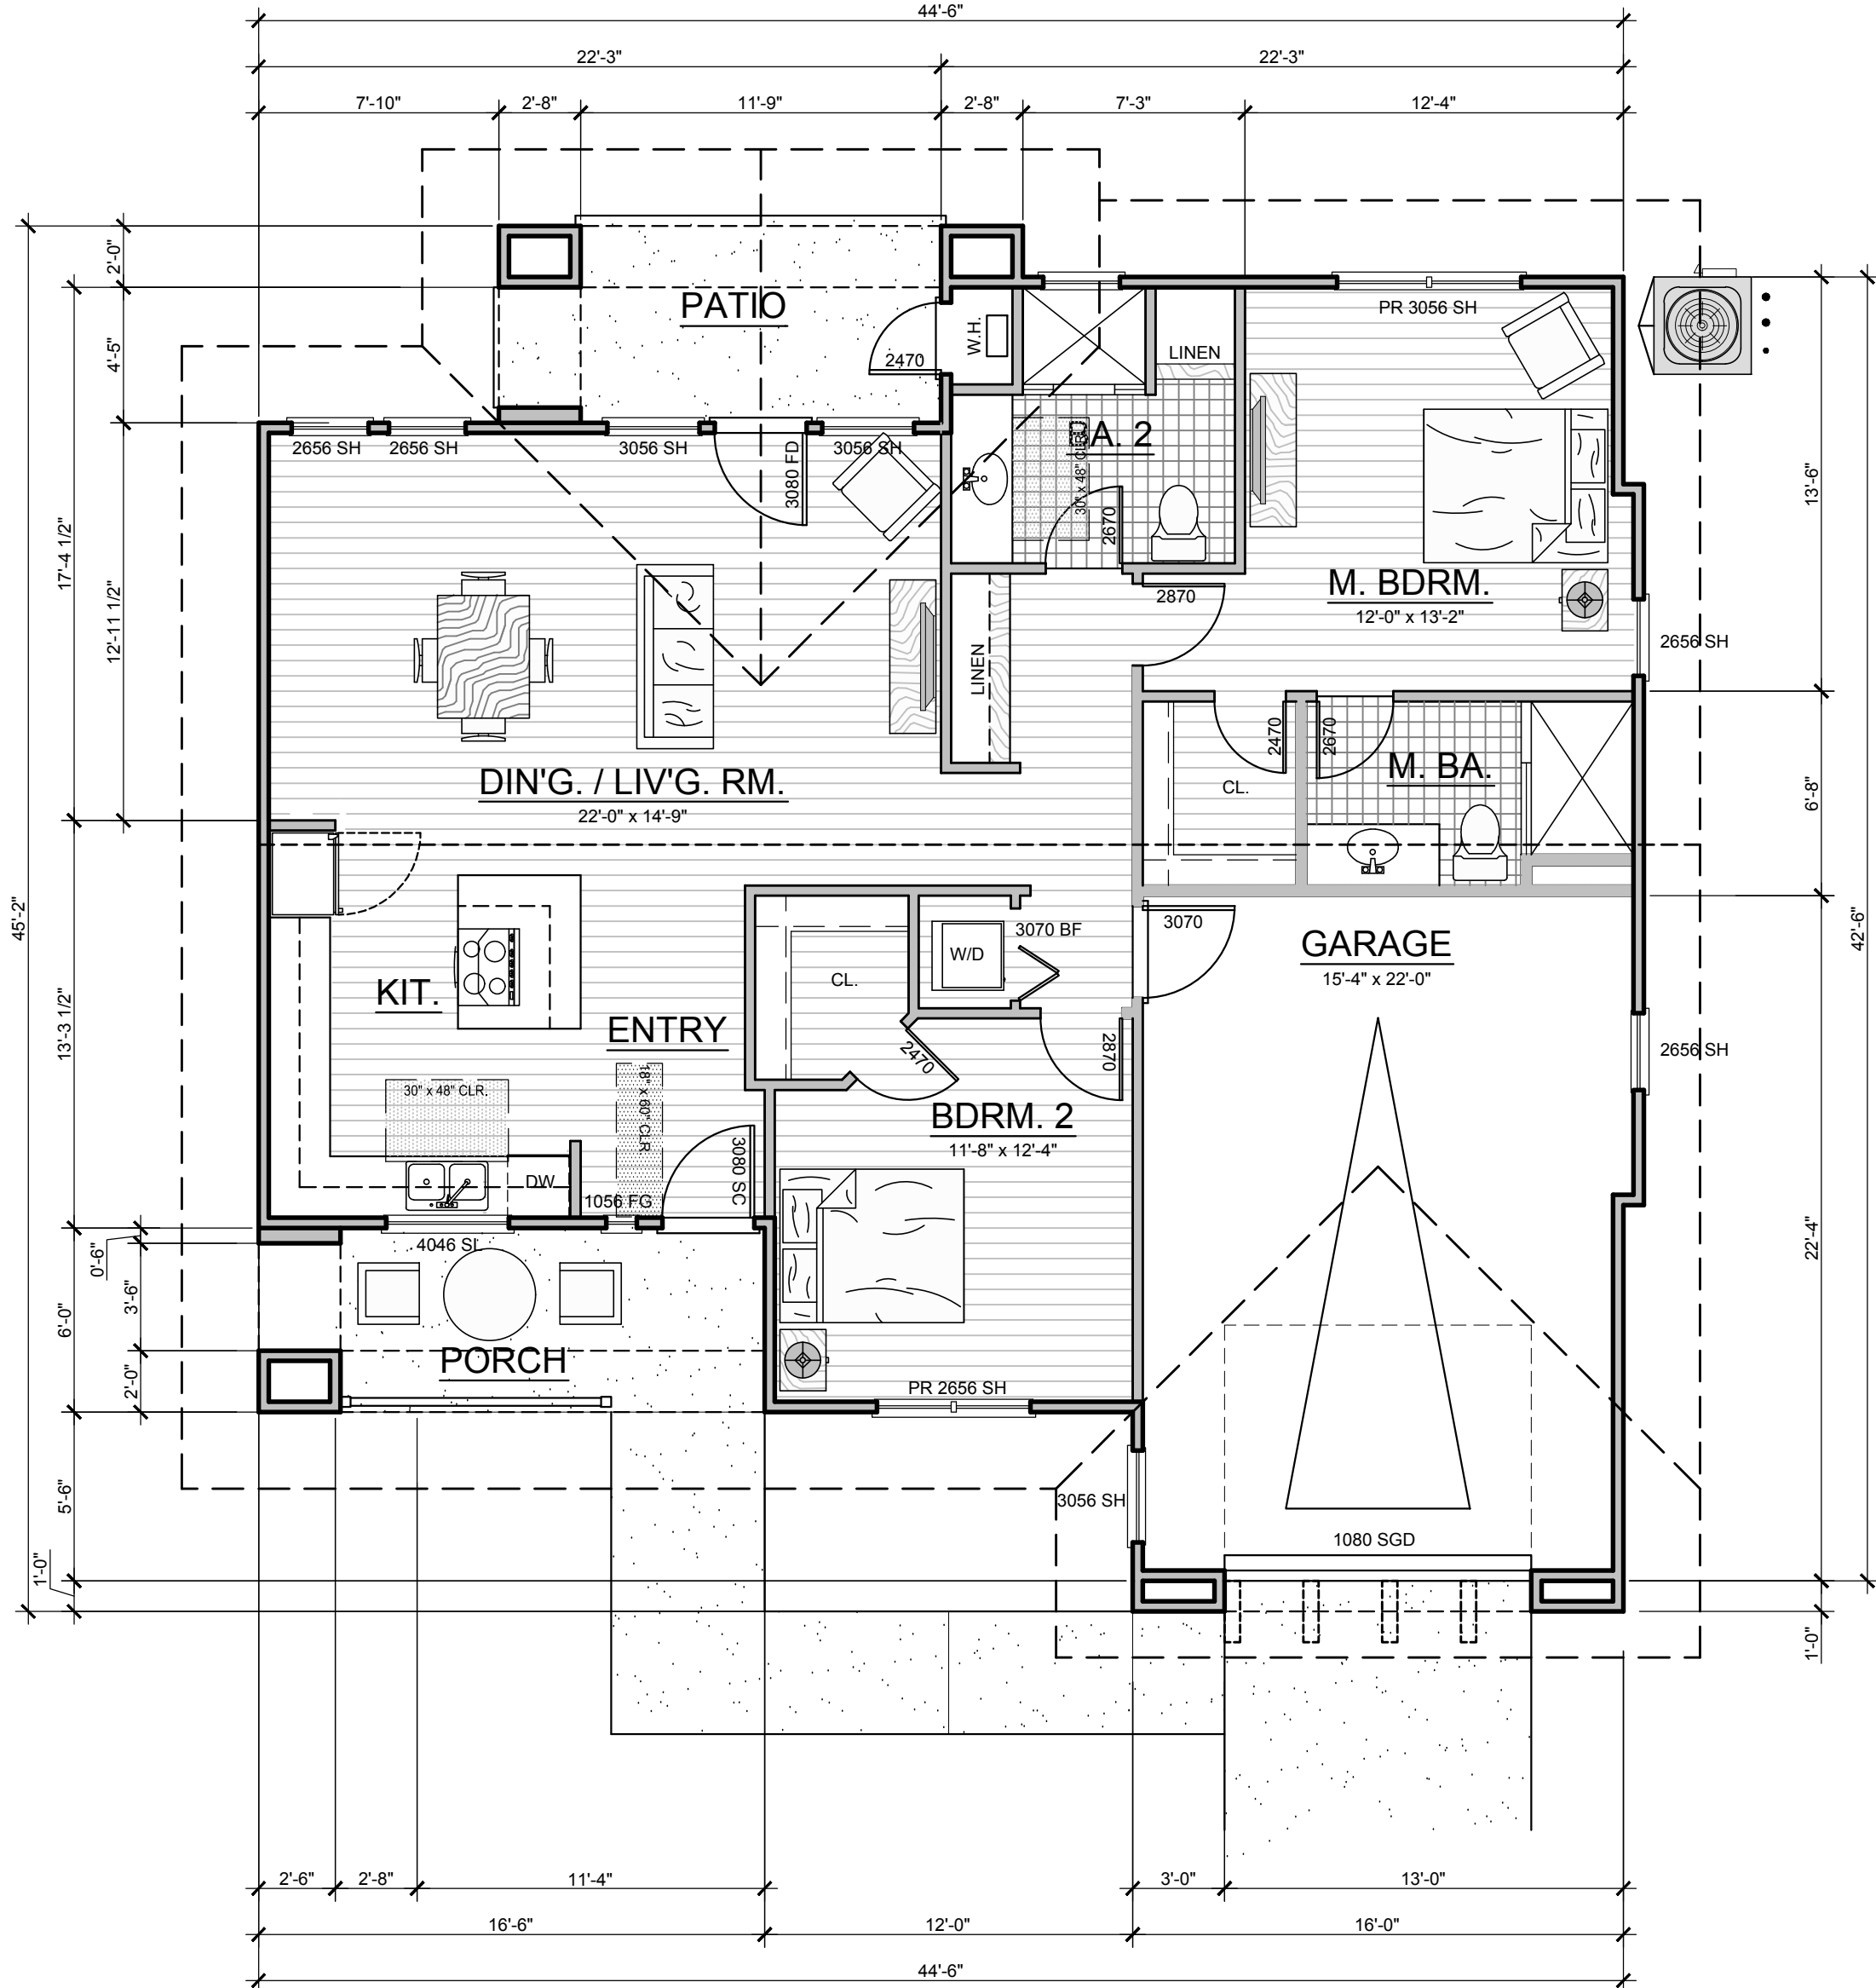 44'-6"
22'-3" 22'-3"
7'-10" 2'-8" 11'-9" 2'-8" 7'-3" 12'-4"
2'-0"
4'-5"
17'-4 1/2"
12'-11 1/2"
45'-2"
13'-3 1/2"
0'-6"
3'-6"
6'-0"
2'-0"
5'-6"
1'-0"
PATIO
2470
W.H.
LINEN
PR 3056 SH
2656 SH 2656 SH 3056 SH 3056 SH
3080 FD
30" x 48" CLR.
A. 2
2670
2870
M. BDRM.
12'-0" x 13'-2"
2656 SH
LINEN
DIN'G. / LIV'G. RM.
22'-0" x 14'-9"
2470
2670
CL.
M. BA.
KIT.
ENTRY
CL.
W/D
3070 BF
3070
GARAGE
15'-4" x 22'-0"
2656 SH
2470
2870
30" x 48" CLR.
18" x 60" CLR
BDRM. 2
11'-8" x 12'-4"
DW
1056 FG
3080 SC
4046 SL
PORCH
PR 2656 SH
3056 SH
1080 SGD
13'-6"
6'-8"
42'-6"
22'-4"
1'-0"
2'-6" 2'-8" 11'-4" 3'-0" 13'-0"
16'-6" 12'-0" 16'-0"
44'-6"